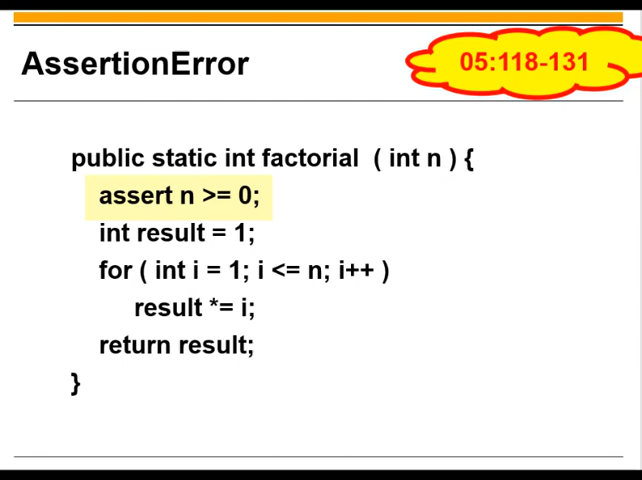 AssertionError
05:118-131
public static int factorial ( int n ) {
assert n >= 0;
int result = 1;
for ( int i = 1; i <= n; i++ )
result *= i;
return result;
}